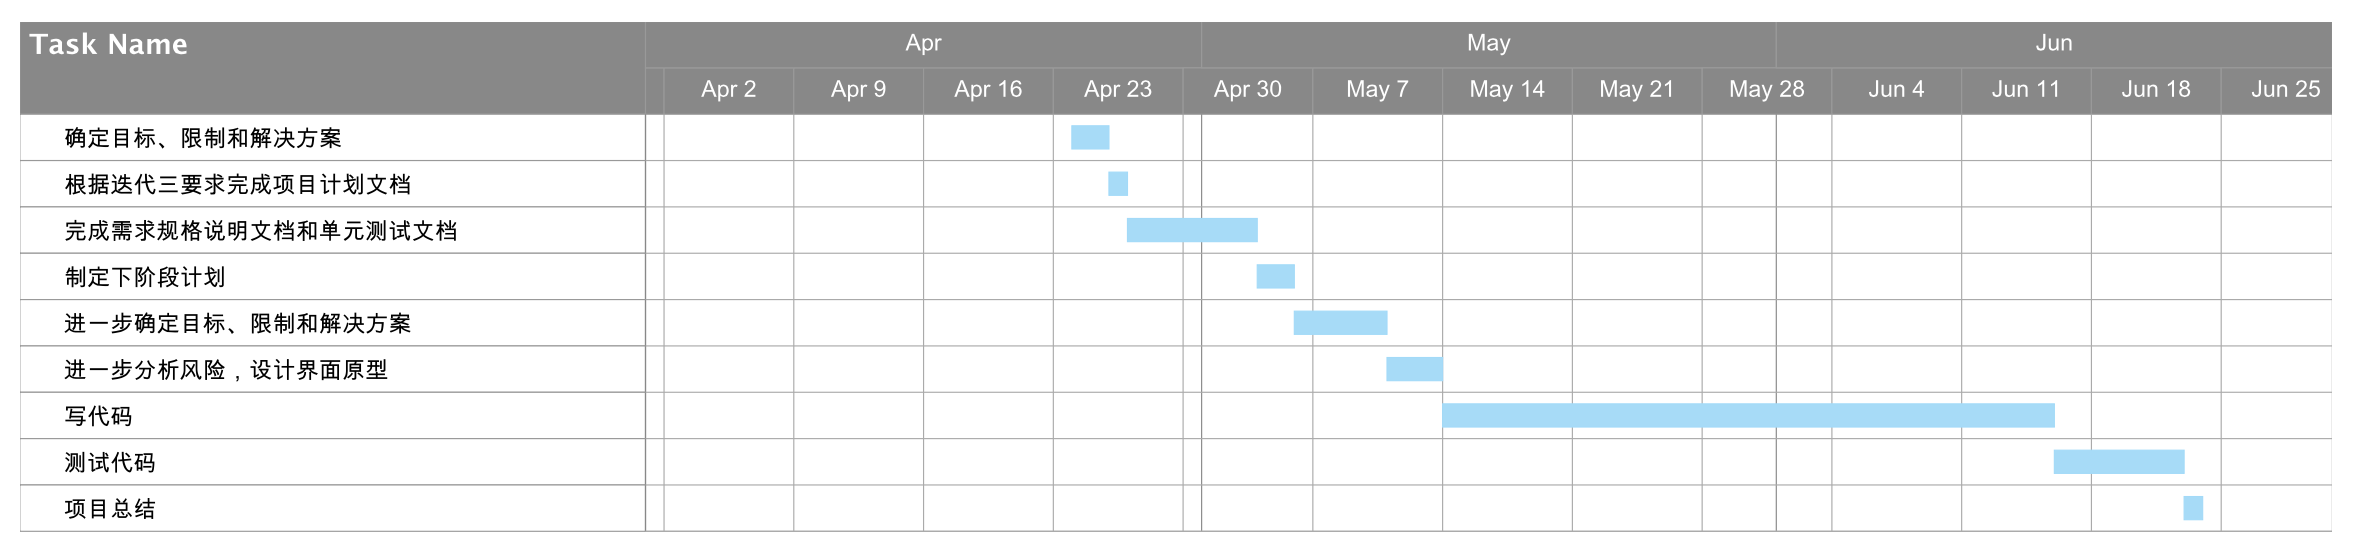 Task Name
Apr May Jun
Apr 2 Apr 9 Apr 16 Apr 23 Apr 30 May 7 May 14 May 21 May 28 Jun 4 Jun 11 Jun 18 Jun 25
确定目标、限制和解决方案
根据迭代三要求完成项目计划文档
完成需求规格说明文档和单元测试文档
制定下阶段计划
进一步确定目标、限制和解决方案
进一步分析风险，设计界面原型
写代码
测试代码
项目总结